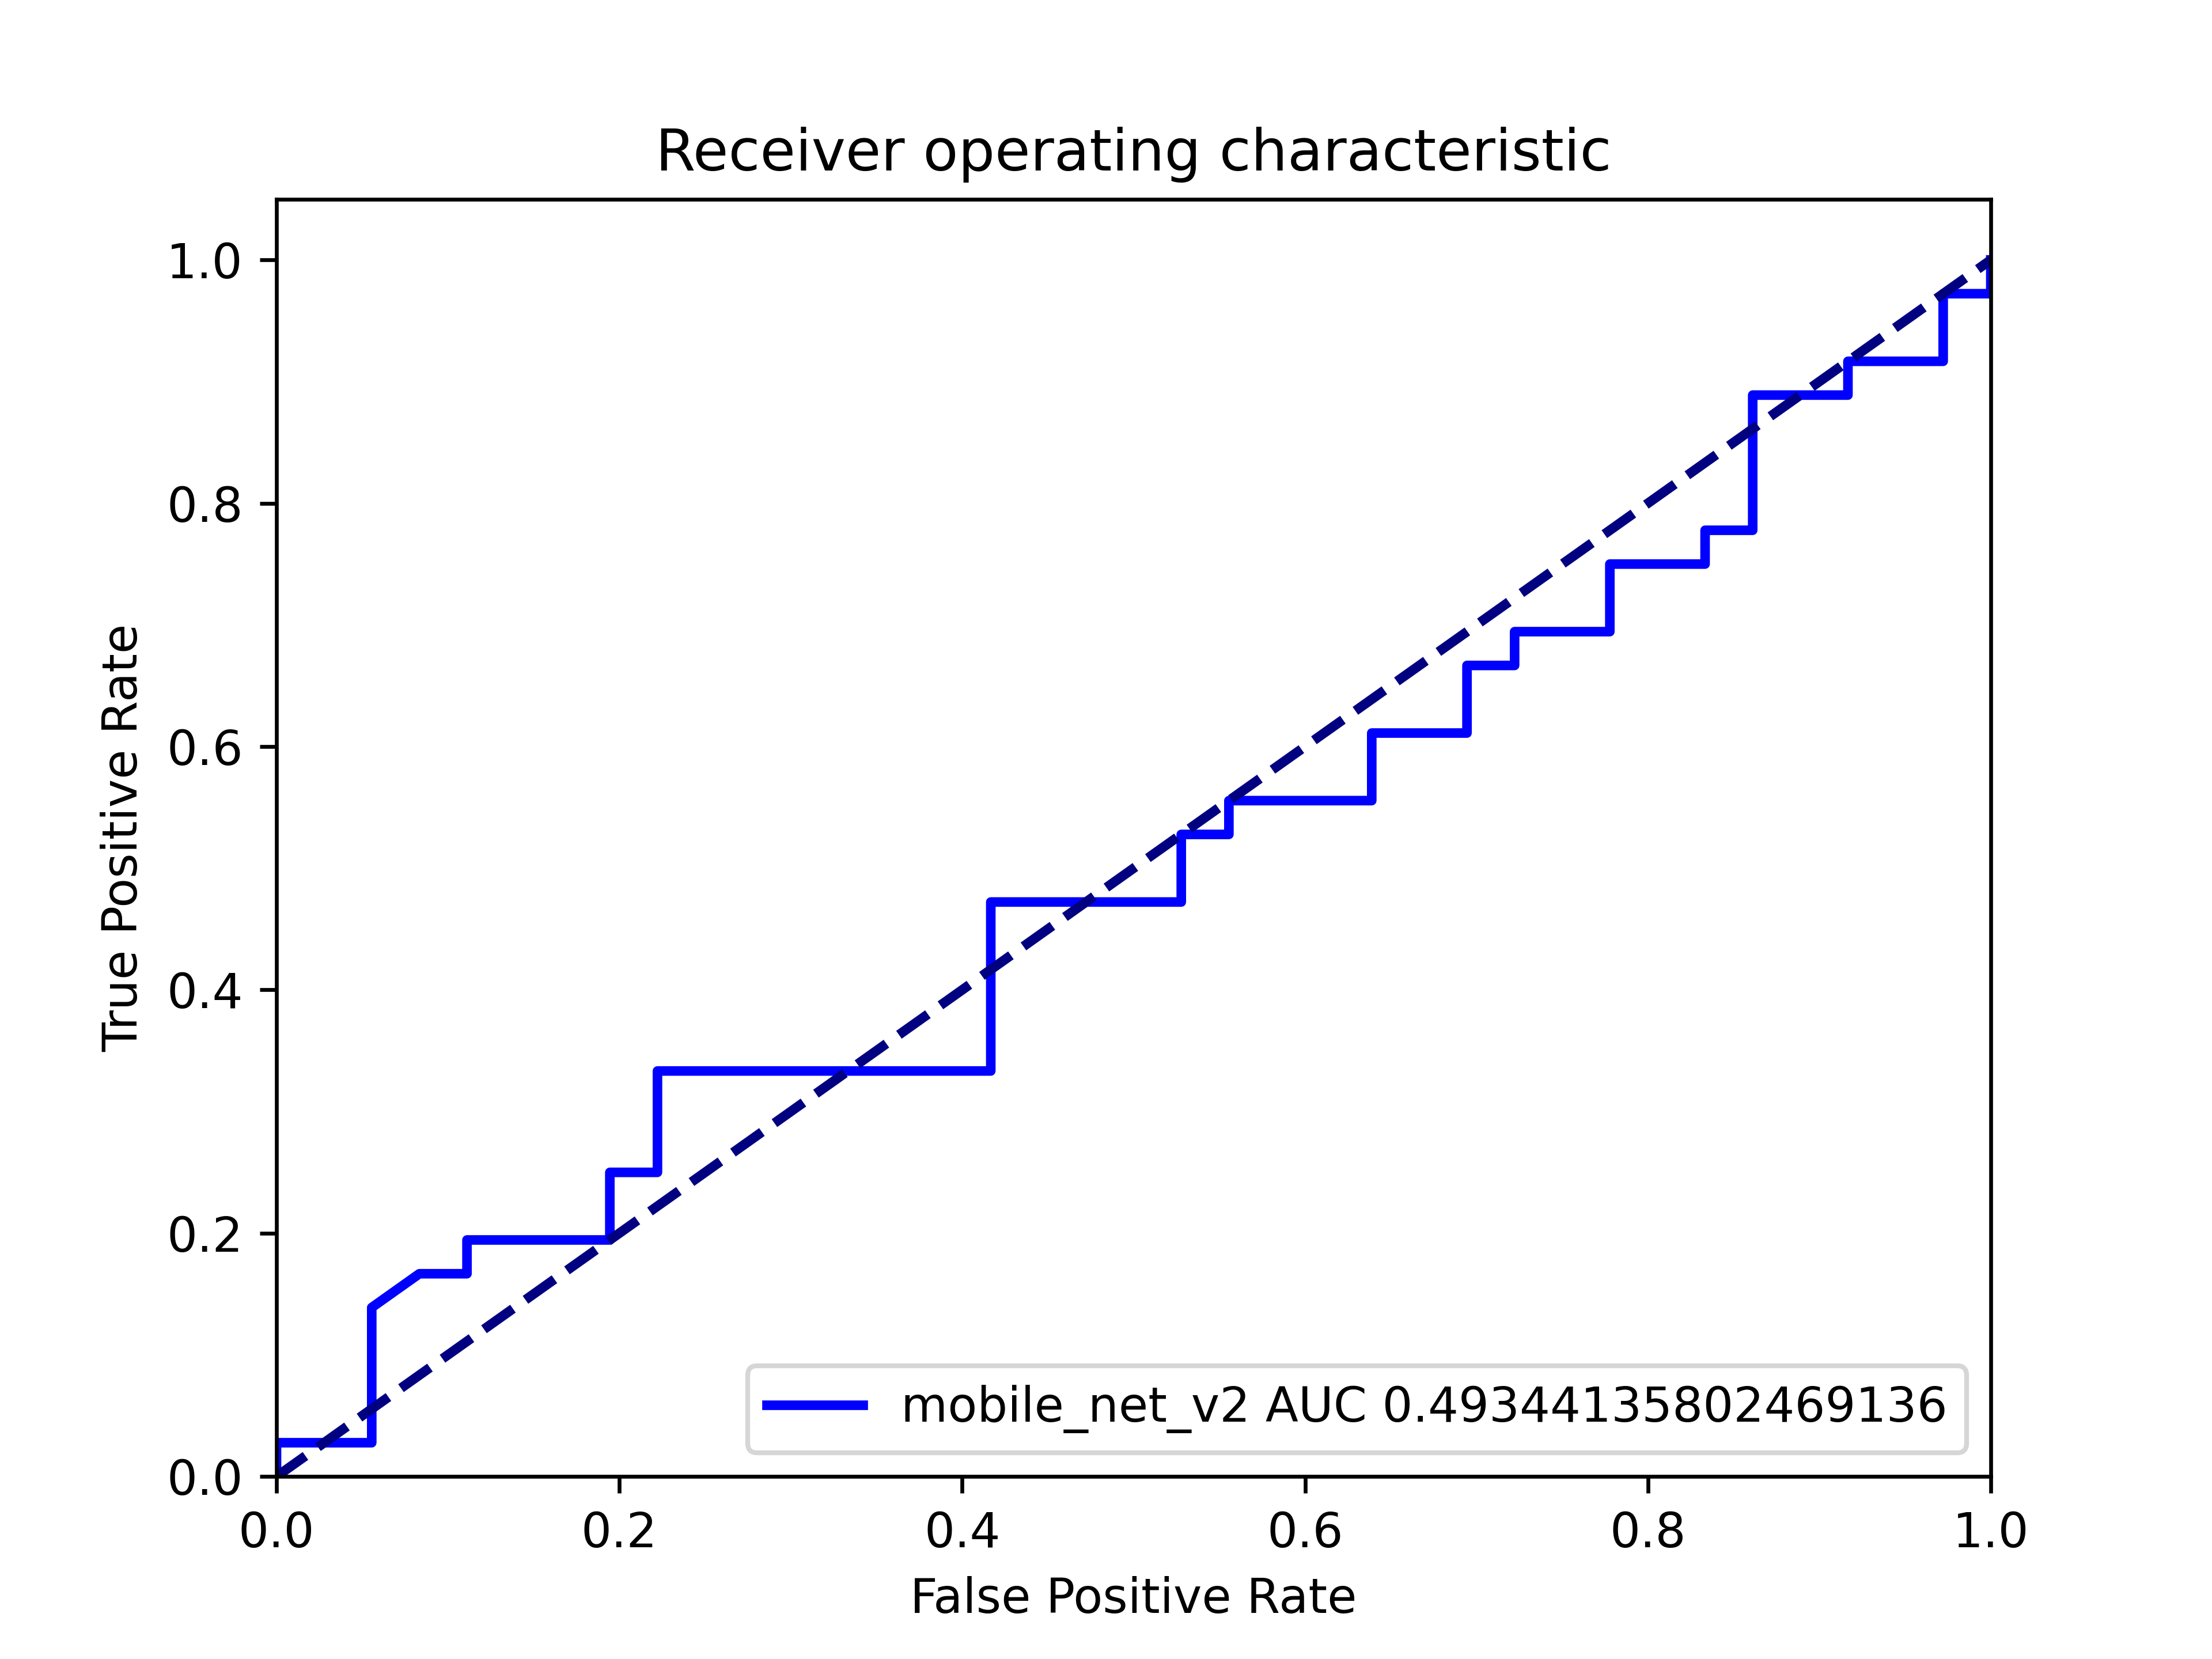 Receiver operating characteristic
True Positive Rate
1.0
0.8
0.6
0.4
0.2
0.0
mobile_net_v2 AUC 0.49344135802469136
0.0 0.2 0.4 0.6 0.8 1.0
False Positive Rate